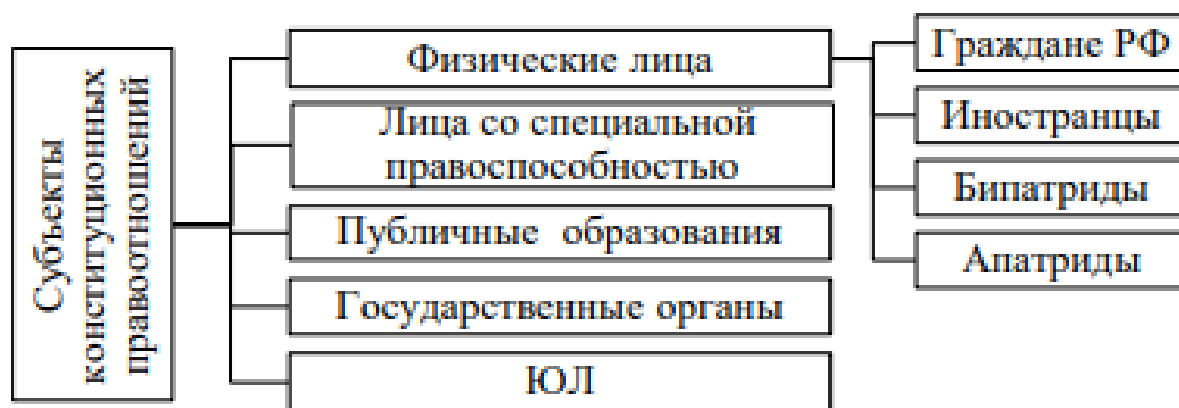 Субъекты
конституционных
правоотношений
Физические лица
Лица со специальной
правоспособностью
Публичные образования
Государственные органы
ЮЛ
Граждане РФ
Иностранцы
Бипатриды
Апатриды